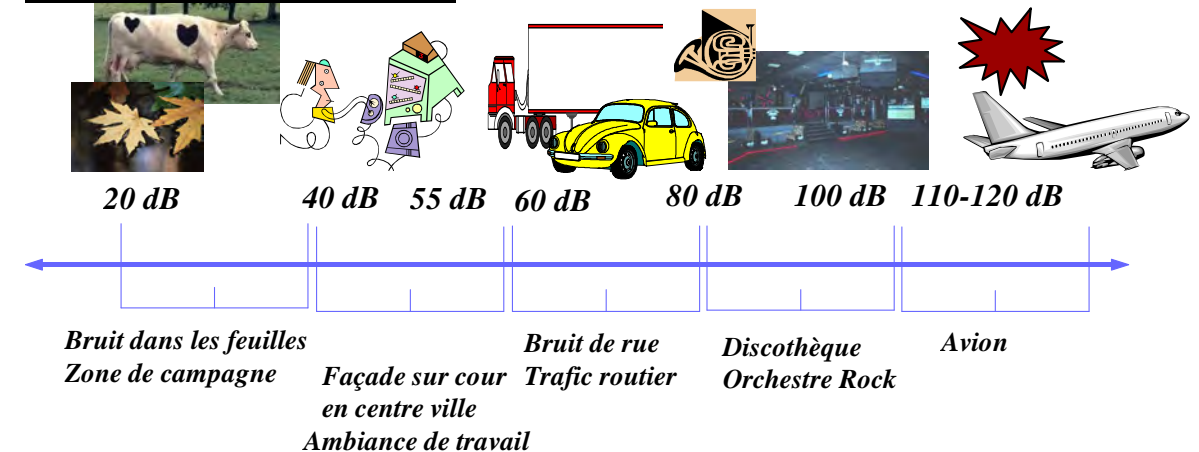 20 dB 40 dB 55 dB 60 dB 80 dB 100 dB 110-120 dB
Bruit dans les feuilles
Zone de campagne
Façade sur cour
en centre ville
Ambiance de travail
Bruit de rue
Trafic routier
Discothèque
Orchestre Rock
Avion